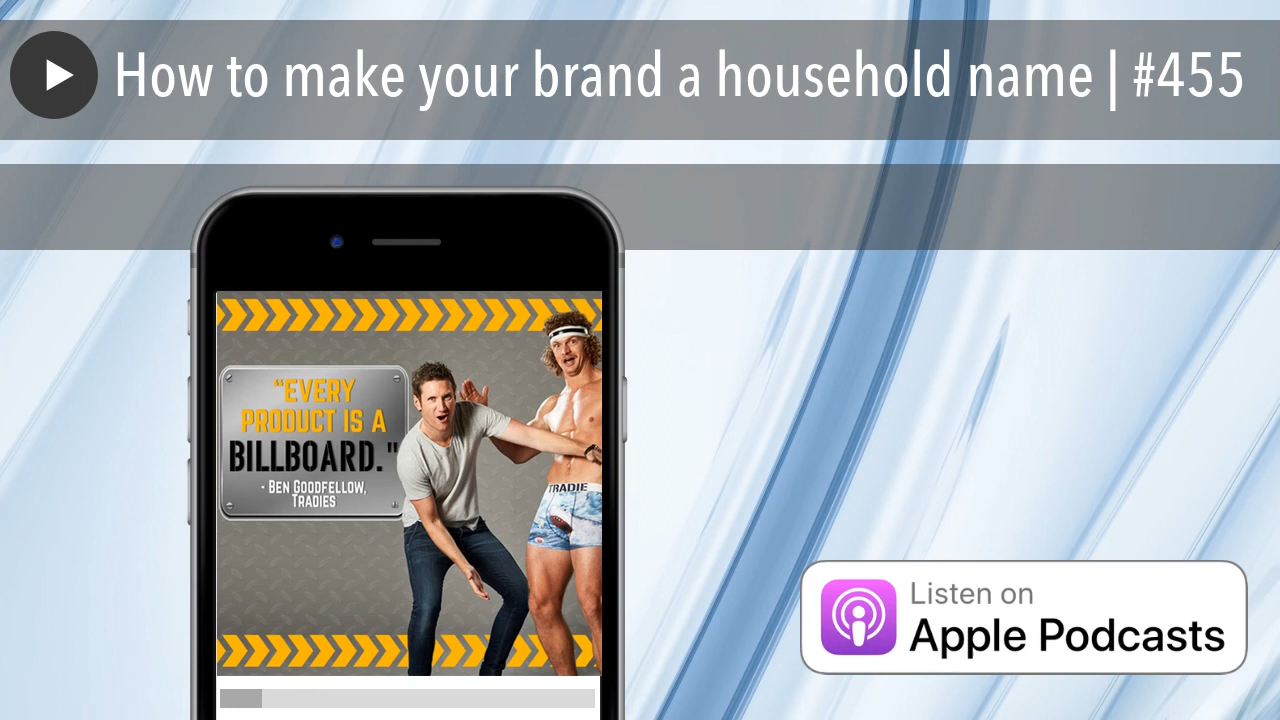 How to make your brand a household name | #455
"EVERY
PRODUCT IS A
BILLBOARD."
- BEN GOODFELLOW,
TRADIES
TRADIE
Listen on
Apple Podcasts